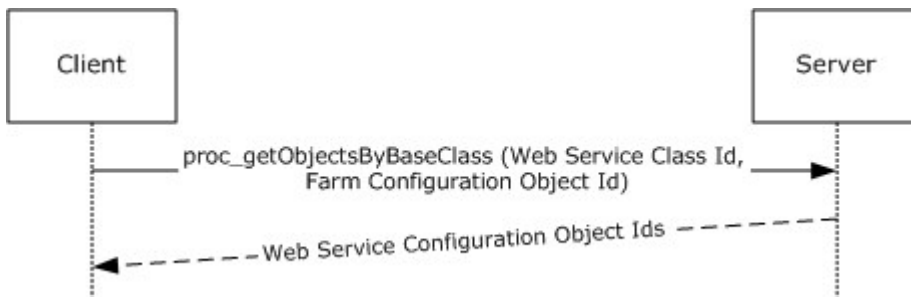 Client
Server
proc_getObjectsByBaseClass (Web Service Class Id,
Farm Configuration Object Id)
Web Service Configuration Object Ids